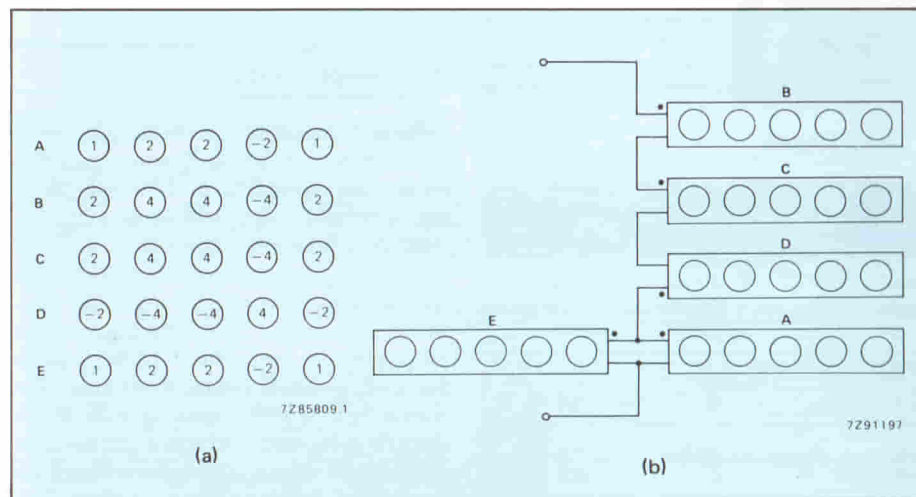 A 1 2 2 -2 1
B 2 4 4 -4 2
C 2 4 4 -4 2
D -2 -4 -4 4 -2
E 1 2 2 -2 1
7Z85809.1
(a)
B
C
D
E
A
7Z91197
(b)